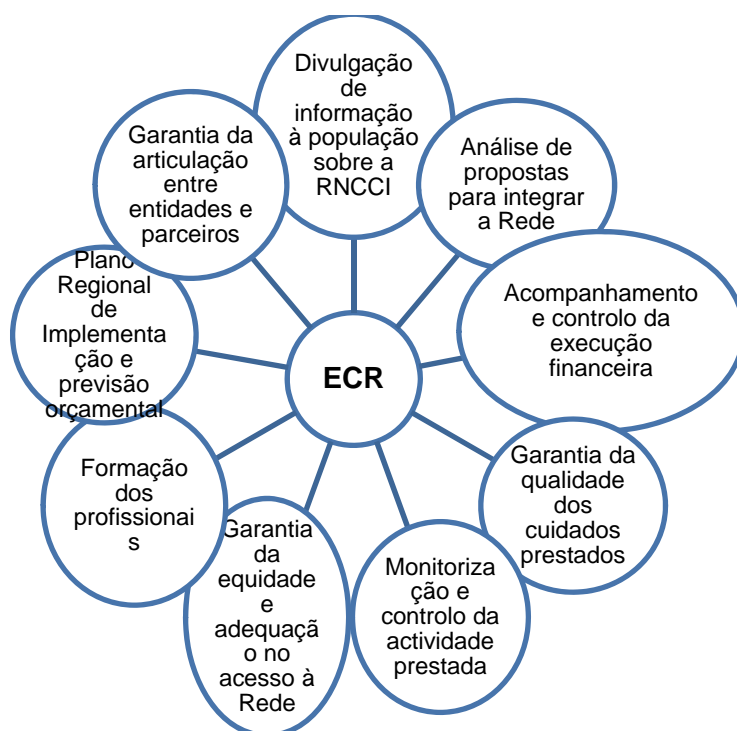 Divulgação
de
informação
à população
sobre a
RNCCI
Análise de
propostas
para integrar
a Rede
Acompanhamento
e controlo da
execução
financeira
Garantia da
qualidade
dos
cuidados
prestados
Monitoriza
ção e
controlo da
actividade
prestada
Garantia
da
equidade
e
adequaçã
o no
acesso à
Rede
Formação
dos
profissionai
s
Plano
Regional
de
Implementa
ção e
previsão
orçamental
Garantia da
articulação
entre
entidades e
parceiros
ECR